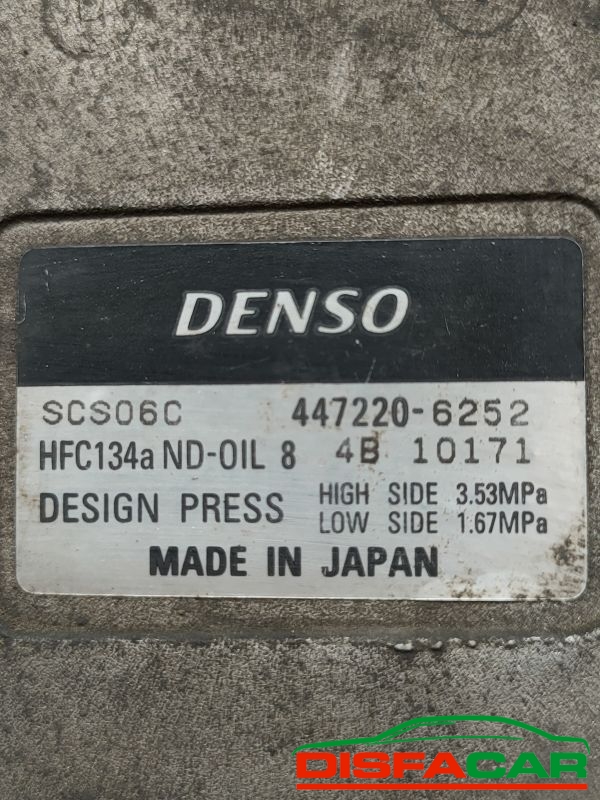 DENSO
SCS06C 447220-6252
HFC134a ND-OIL 8 4B 10171
DESIGN PRESS HIGH SIDE 3.53MPa
LOW SIDE 1.67MPa
MADE IN JAPAN
DISFACAR